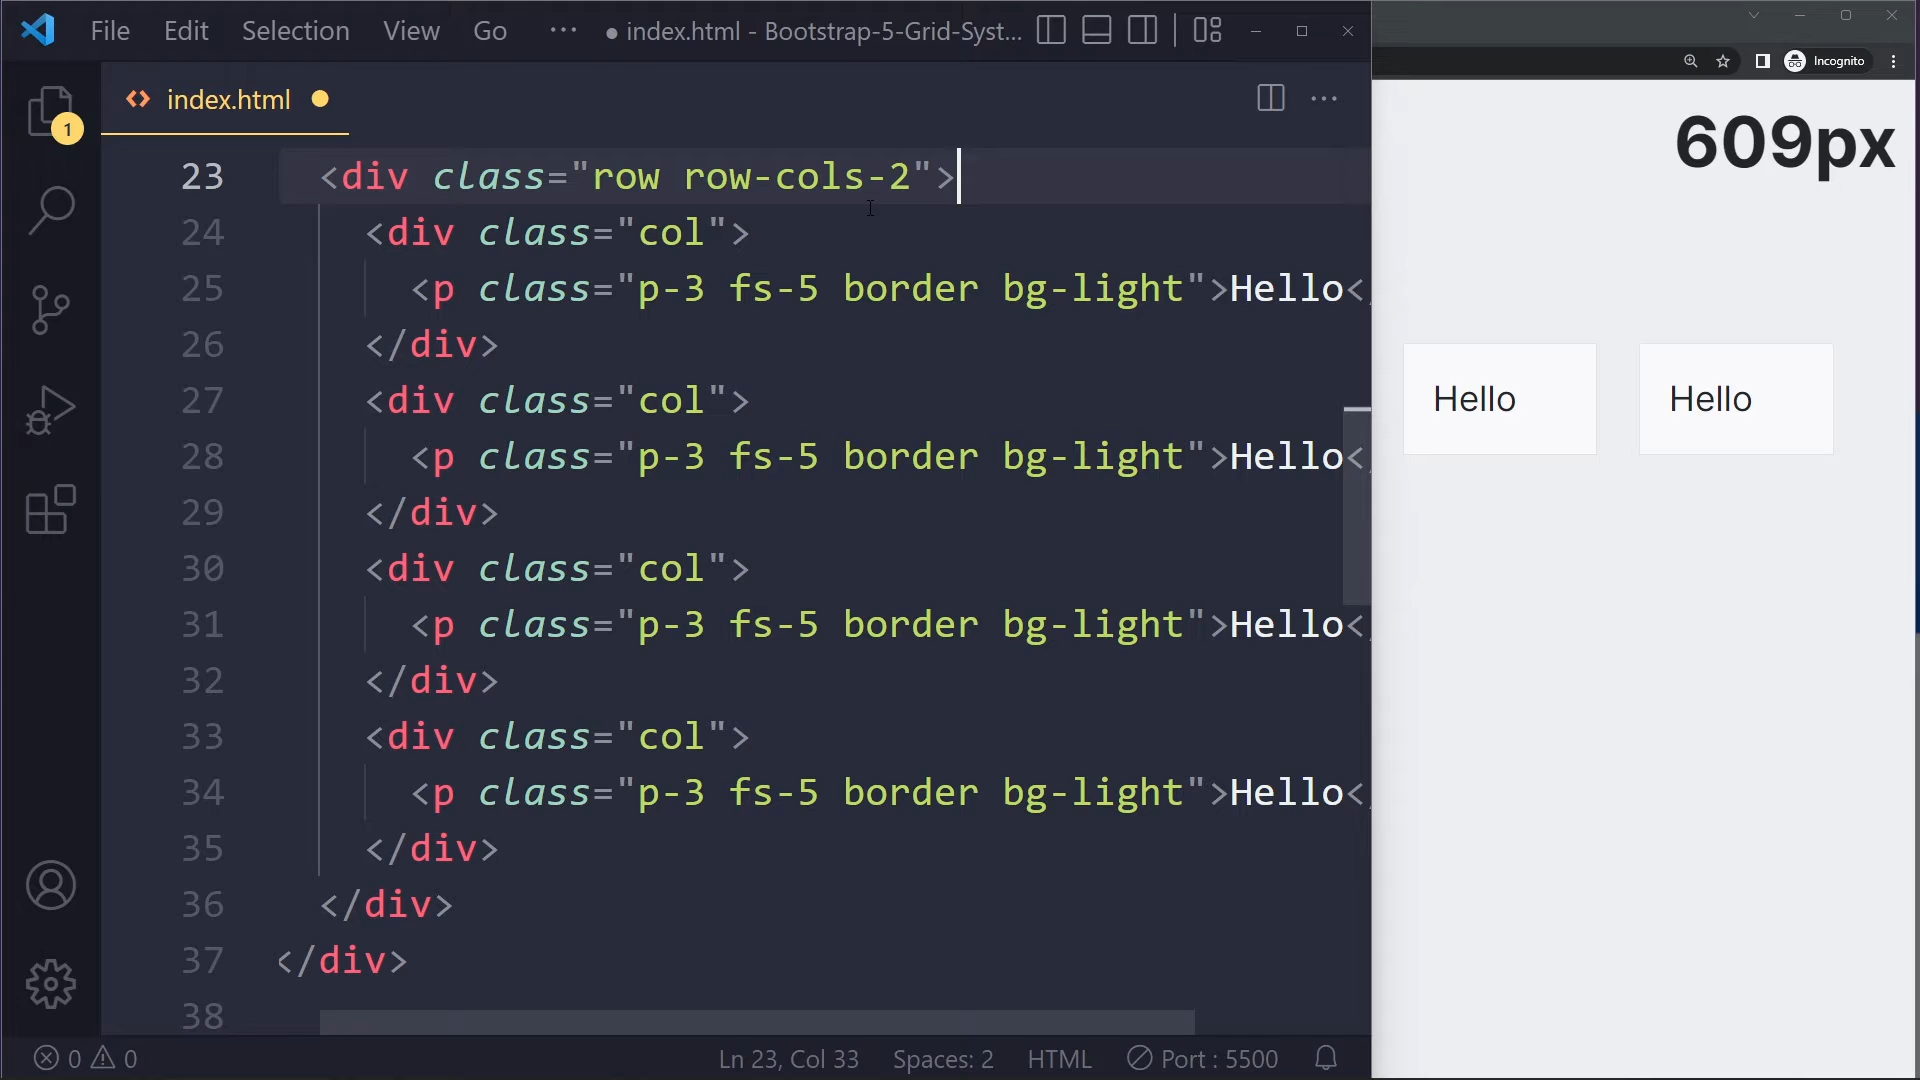 File Edit Selection View Go ··· ● index.html - Bootstrap-5-Grid-Syst...
Incognito
index.html
1
609px
23 <div class="row row-cols-2">
24 <div class="col">
25 <p class="p-3 fs-5 border bg-light">Hello<
26 </div>
27 <div class="col">
28 <p class="p-3 fs-5 border bg-light">Hello<
29 </div>
30 <div class="col">
31 <p class="p-3 fs-5 border bg-light">Hello<
32 </div>
33 <div class="col">
34 <p class="p-3 fs-5 border bg-light">Hello<
35 </div>
36 </div>
37 </div>
38
Hello Hello
0 0 Ln 23, Col 33 Spaces: 2 HTML Port : 5500